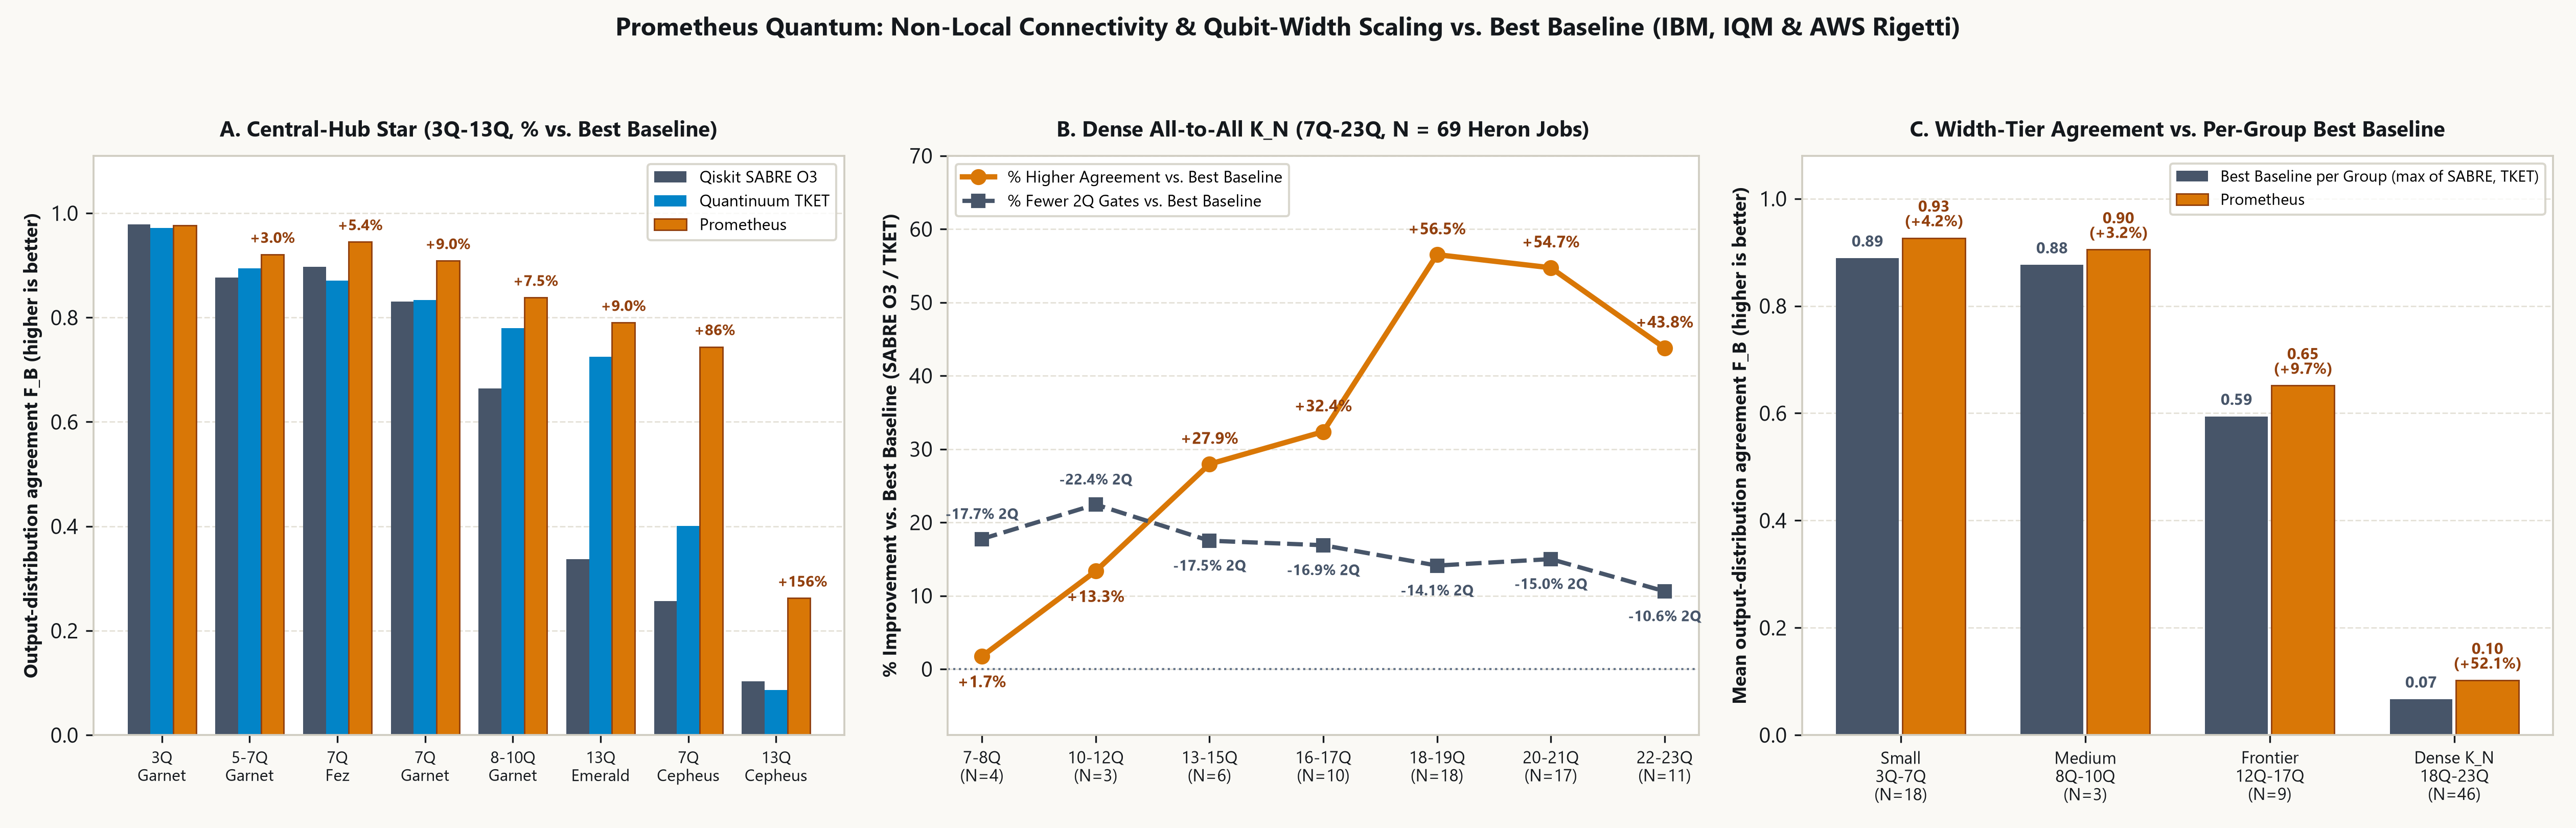 Prometheus Quantum: Non-Local Connectivity & Qubit-Width Scaling vs. Best Baseline (IBM, IQM & AWS Rigetti)
A. Central-Hub Star (3Q-13Q, % vs. Best Baseline)
Output-distribution agreement F_B (higher is better)
1.0
0.8
0.6
0.4
0.2
0.0
Qiskit SABRE O3
Quantinuum TKET
Prometheus
+3.0%
+5.4%
+9.0%
+7.5%
+9.0%
+86%
+156%
3Q
Garnet
5-7Q
Garnet
7Q
Fez
7Q
Garnet
8-10Q
Garnet
13Q
Emerald
7Q
Cepheus
13Q
Cepheus
B. Dense All-to-All K_N (7Q-23Q, N = 69 Heron Jobs)
% Improvement vs. Best Baseline (SABRE O3 / TKET)
70
60
50
40
30
20
10
0
% Higher Agreement vs. Best Baseline
% Fewer 2Q Gates vs. Best Baseline
+1.7%
+13.3%
+27.9%
+32.4%
+56.5%
+54.7%
+43.8%
-17.7% 2Q
-22.4% 2Q
-17.5% 2Q
-16.9% 2Q
-14.1% 2Q
-15.0% 2Q
-10.6% 2Q
7-8Q
(N=4)
10-12Q
(N=3)
13-15Q
(N=6)
16-17Q
(N=10)
18-19Q
(N=18)
20-21Q
(N=17)
22-23Q
(N=11)
C. Width-Tier Agreement vs. Per-Group Best Baseline
Mean output-distribution agreement F_B (higher is better)
1.0
0.8
0.6
0.4
0.2
0.0
Best Baseline per Group (max of SABRE, TKET)
Prometheus
0.89
0.93
(+4.2%)
0.88
0.90
(+3.2%)
0.59
0.65
(+9.7%)
0.07
0.10
(+52.1%)
Small
3Q-7Q
(N=18)
Medium
8Q-10Q
(N=3)
Frontier
12Q-17Q
(N=9)
Dense K_N
18Q-23Q
(N=46)